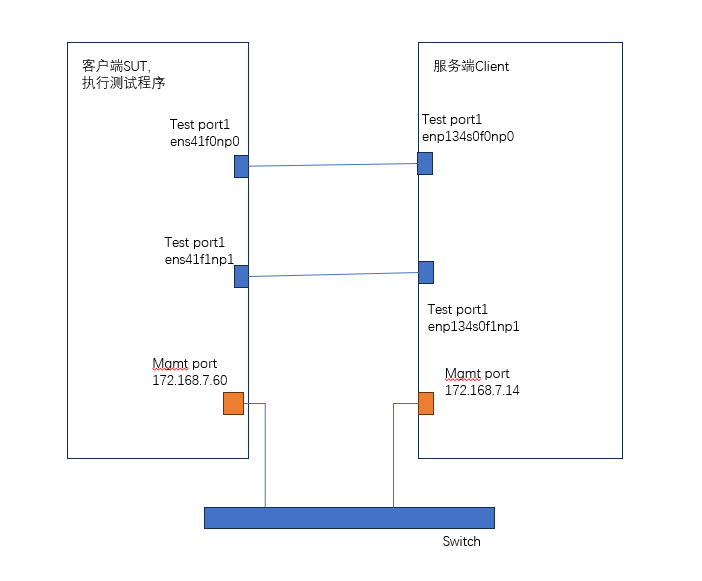 客户端SUT,
执行测试程序
服务端Client
Test port1
ens41f0np0
Test port1
enp134s0f0np0
Test port1
ens41f1np1
Test port1
enp134s0f1np1
Mgmt port
172.168.7.60
Mgmt port
172.168.7.14
Switch